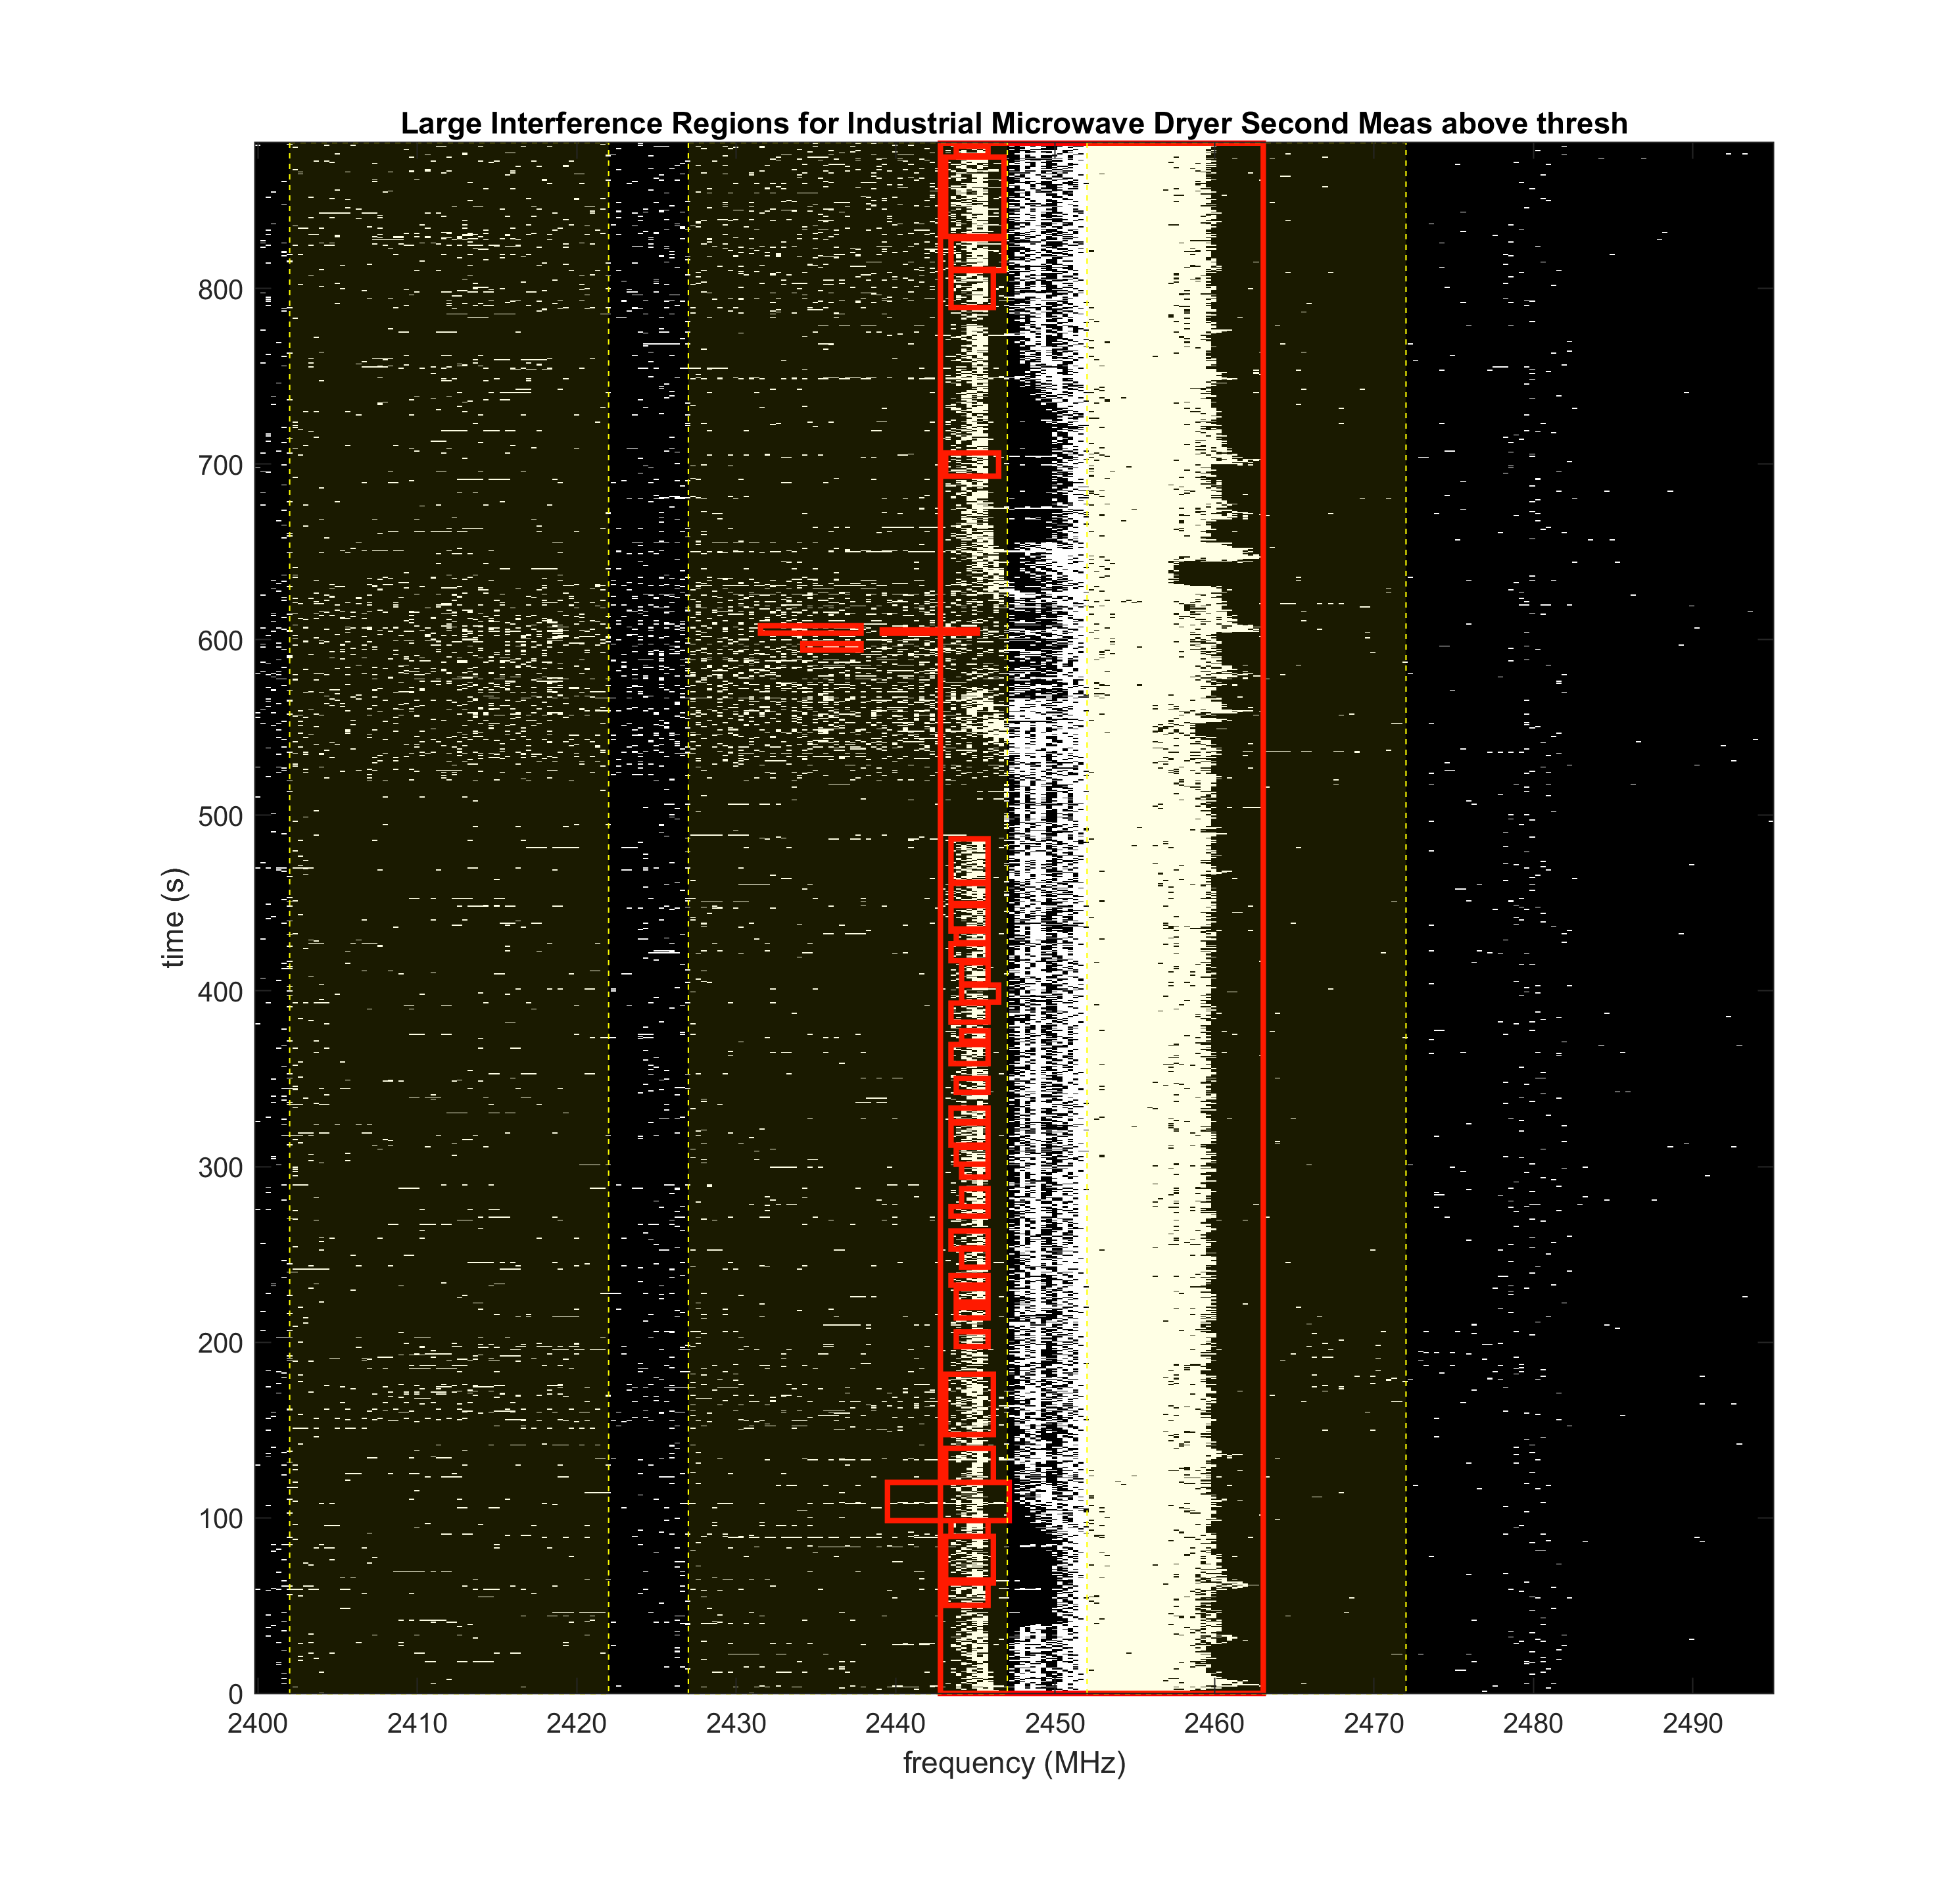 Large Interference Regions for Industrial Microwave Dryer Second Meas above thresh
800
700
600
500
400
300
200
100
0
time (s)
2400 2410 2420 2430 2440 2450 2460 2470 2480 2490
frequency (MHz)